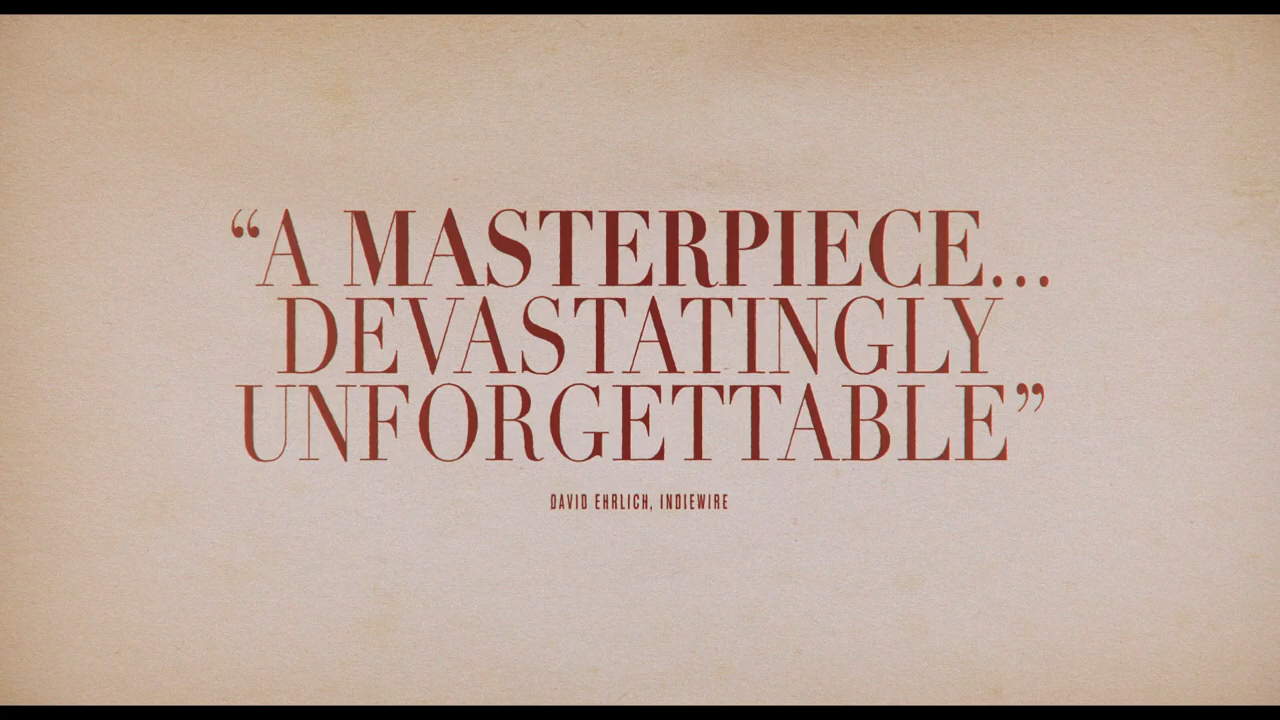 “A MASTERPIECE...
DEVASTATINGLY
UNFORGETTABLE”
DAVID EHRLICH, INDIEWIRE